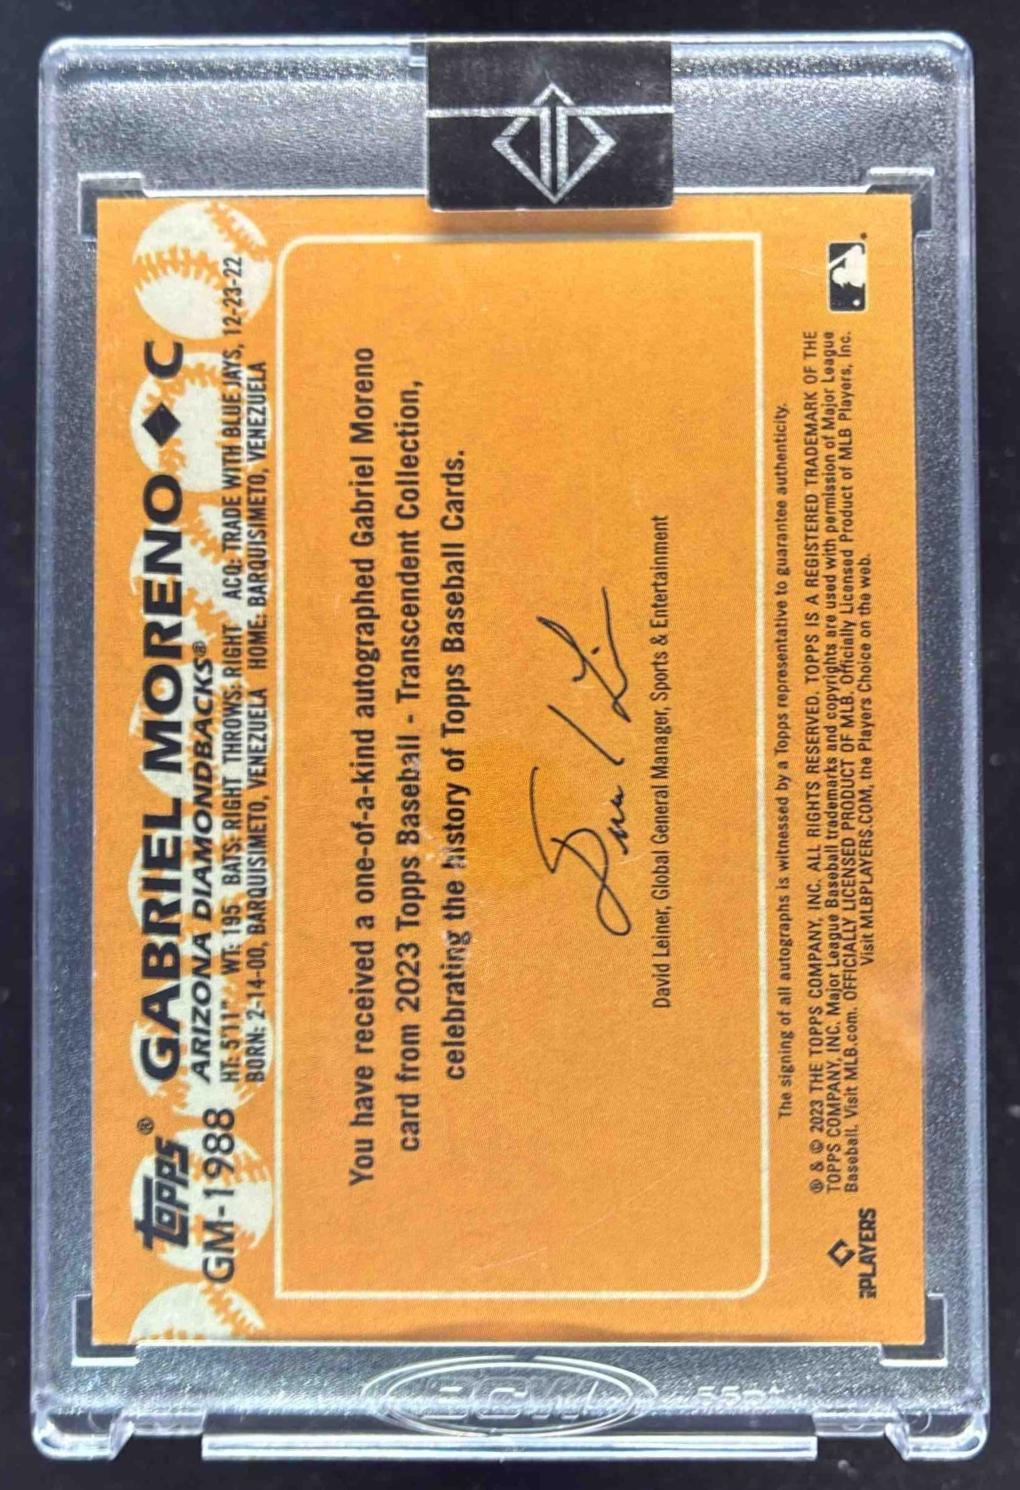 topps®
GM-1988
GABRIEL MORENO ◆ C
ARIZONA DIAMONDBACKS®
HT: 5'11" WT: 195 BATS: RIGHT THROWS: RIGHT ACQ: TRADE WITH BLUE JAYS, 12-23-22
BORN: 2-14-00, BARQUISIMETO, VENEZUELA HOME: BARQUISIMETO, VENEZUELA
You have received a one-of-a-kind autographed Gabriel Moreno
card from 2023 Topps Baseball - Transcendent Collection,
celebrating the history of Topps Baseball Cards.
David Leiner, Global General Manager, Sports & Entertainment
The signing of all autographs is witnessed by a Topps representative to guarantee authenticity.
® & © 2023 THE TOPPS COMPANY, INC. ALL RIGHTS RESERVED. TOPPS IS A REGISTERED TRADEMARK OF THE
TOPPS COMPANY, INC. Major League Baseball trademarks and copyrights are used with permission of Major League
Baseball. Visit MLB.com. OFFICIALLY LICENSED PRODUCT OF MLB. Officially Licensed Product of MLB Players, Inc.
Visit MLBPLAYERS.COM, the Players Choice on the web.
MLB PLAYERS
BCW